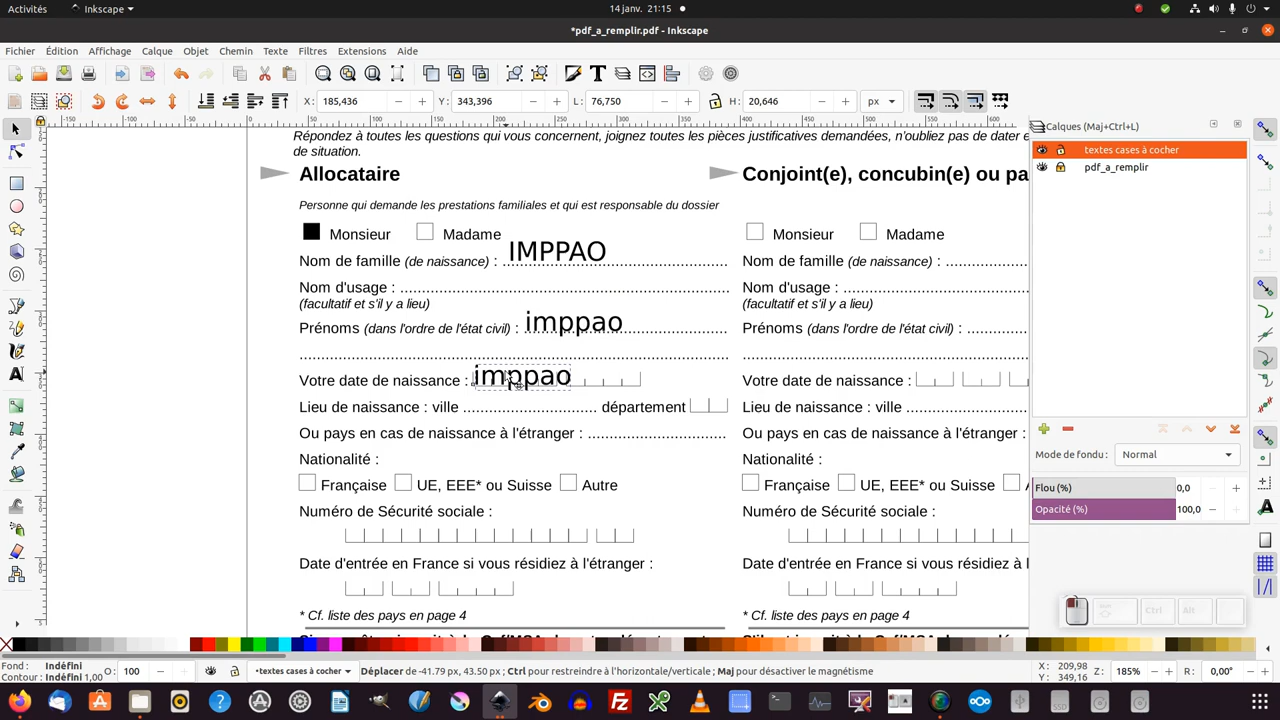 Activités Inkscape 14 janv. 21:15
*pdf_a_remplir.pdf - Inkscape
Fichier Édition Affichage Calque Objet Chemin Texte Filtres Extensions Aide
X: 185,436 Y: 343,396 L: 76,750 H: 20,646 px
Calques (Maj+Ctrl+L)
textes cases à cocher
pdf_a_remplir
Répondez à toutes les questions qui vous concernent, joignez toutes les pièces justificatives demandées, n'oubliez pas de dater e
de situation.
Allocataire
Conjoint(e), concubin(e) ou pa
Personne qui demande les prestations familiales et qui est responsable du dossier
Monsieur Madame
Monsieur Madame
IMPPAO
Nom de famille (de naissance) :
Nom de famille (de naissance) :
Nom d'usage :
Nom d'usage :
(facultatif et s'il y a lieu)
(facultatif et s'il y a lieu)
imppao
Prénoms (dans l'ordre de l'état civil) :
Prénoms (dans l'ordre de l'état civil) :
imppao
Votre date de naissance :
Votre date de naissance :
Lieu de naissance : ville département
Lieu de naissance : ville
Ou pays en cas de naissance à l'étranger :
Ou pays en cas de naissance à l'étranger :
Nationalité :
Nationalité :
Française UE, EEE* ou Suisse Autre
Française UE, EEE* ou Suisse A
Numéro de Sécurité sociale :
Numéro de Sécurité sociale :
Date d'entrée en France si vous résidiez à l'étranger :
Date d'entrée en France si vous résidiez à l'étranger :
* Cf. liste des pays en page 4
* Cf. liste des pays en page 4
Mode de fondu : Normal
Flou (%) 0,0
Opacité (%) 100,0
Ctrl Alt
Fond : Indéfini
Contour : Indéfini 1,00
O: 100
•textes cases à cocher
Déplacer de -41.79 px, 43.50 px ; Ctrl pour restreindre à l'horizontale/verticale ; Maj pour désactiver le magnétisme
X: 209,98
Y: 349,16
Z: 185%
R: 0,00°